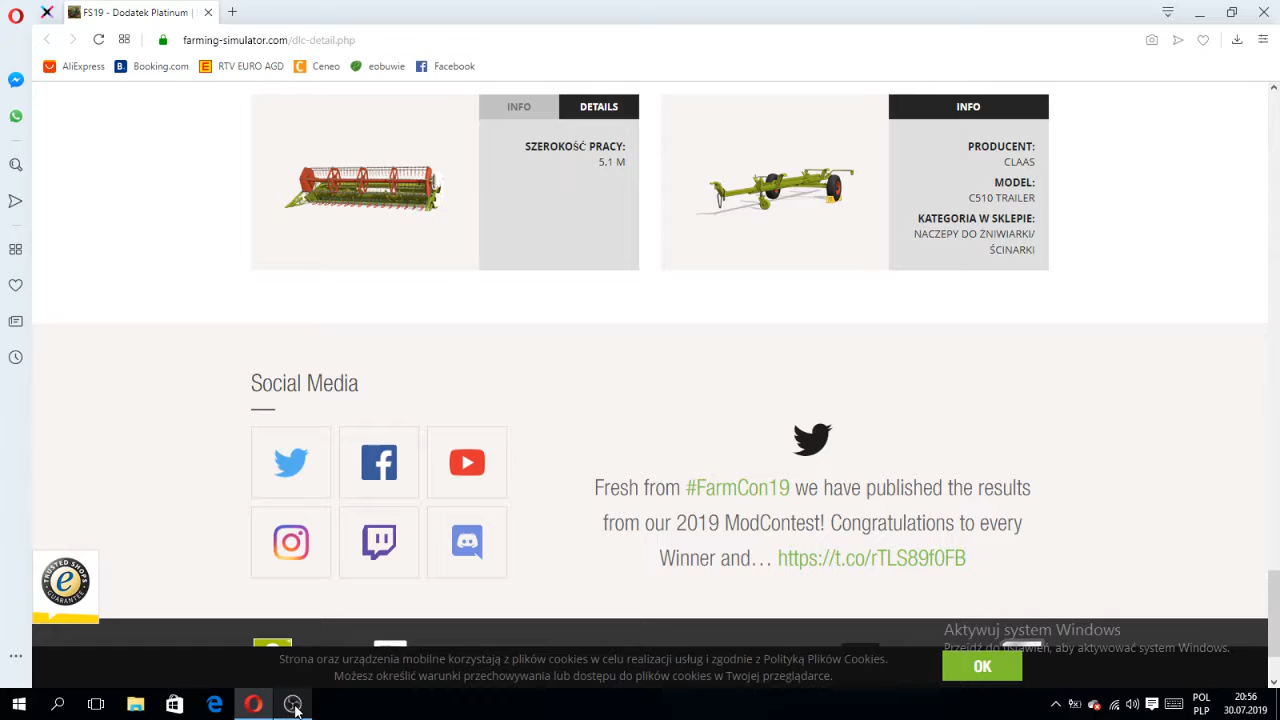 FS19 - Dodatek Platinum |
farming-simulator.com/dlc-detail.php
AliExpress
B.
Booking.com
E
RTV EURO AGD
C
Ceneo
eobuwie
Facebook
INFO
DETAILS
SZEROKOŚĆ PRACY:
5.1 M
INFO
PRODUCENT:
CLAAS
MODEL:
C510 TRAILER
KATEGORIA W SKLEPIE:
NACZEPY DO ŻNIWIARKI/
ŚCINARKI
Social Media
Fresh from #FarmCon19 we have published the results
from our 2019 ModContest! Congratulations to every
Winner and… https://t.co/rTLS89f0FB
TRUSTED SHOPS
GUARANTEE
Aktywuj system Windows
Przejdź do ustawień, aby aktywować system Windows.
Strona oraz urządzenia mobilne korzystają z plików cookies w celu realizacji usług i zgodnie z Polityką Plików Cookies.
Możesz określić warunki przechowywania lub dostępu do plików cookies w Twojej przeglądarce.
OK
POL
PLP
20:56
30.07.2019